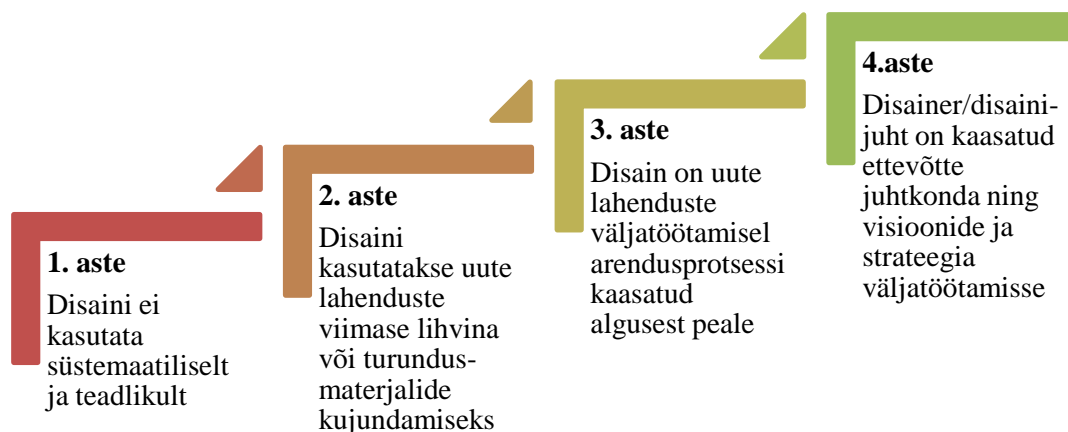 1. aste
Disaini ei
kasutata
süstemaatiliselt
ja teadlikult
2. aste
Disaini
kasutatakse uute
lahenduste
viimase lihvina
või turundus-
materjalide
kujundamiseks
3. aste
Disain on uute
lahenduste
väljatöötamisel
arendusprotsessi
kaasatud
algusest peale
4.aste
Disainer/disaini-
juht on kaasatud
ettevõtte
juhtkonda ning
visioonide ja
strateegia
väljatöötamisse